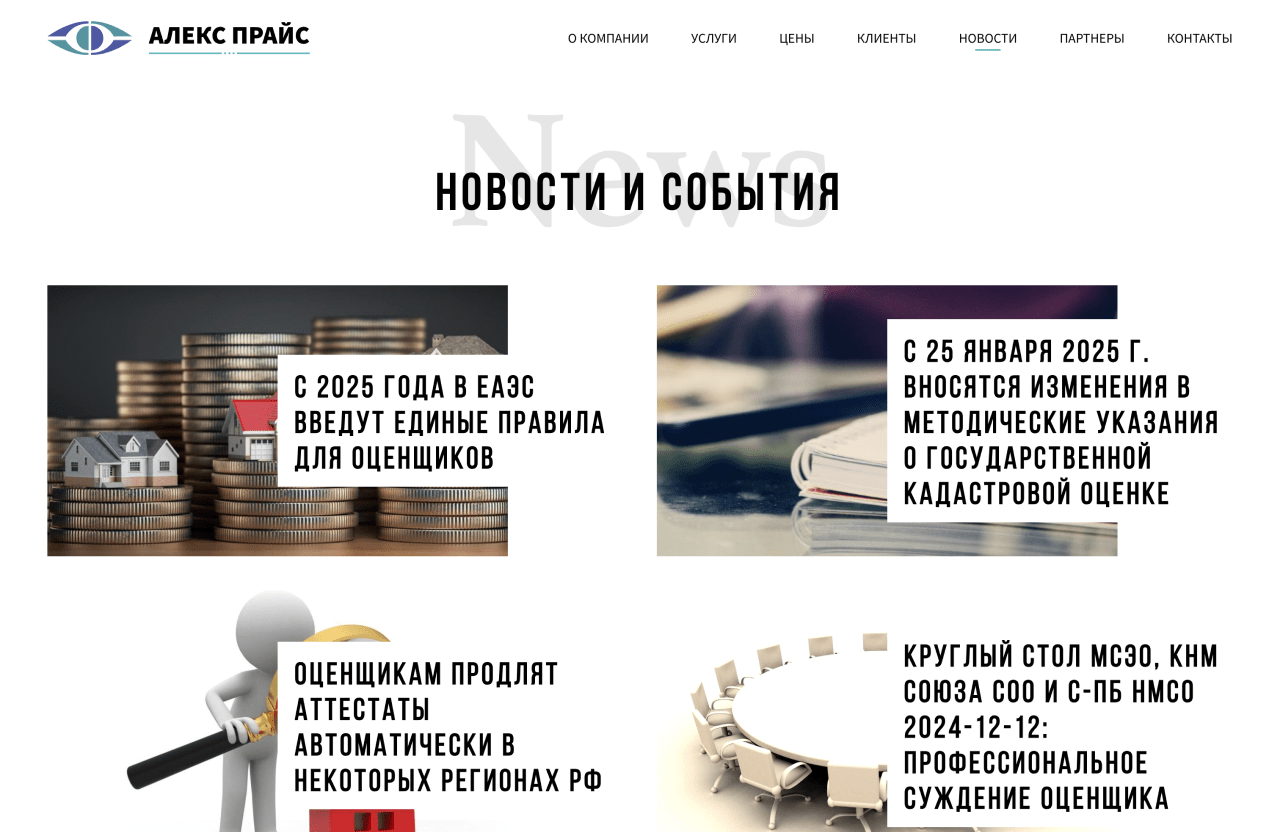 АЛЕКС ПРАЙС
О КОМПАНИИ
УСЛУГИ
ЦЕНЫ
КЛИЕНТЫ
НОВОСТИ
ПАРТНЕРЫ
КОНТАКТЫ
News
НОВОСТИ И СОБЫТИЯ
С 2025 ГОДА В ЕАЭС
ВВЕДУТ ЕДИНЫЕ ПРАВИЛА
ДЛЯ ОЦЕНЩИКОВ
С 25 ЯНВАРЯ 2025 Г.
ВНОСЯТСЯ ИЗМЕНЕНИЯ В
МЕТОДИЧЕСКИЕ УКАЗАНИЯ
О ГОСУДАРСТВЕННОЙ
КАДАСТРОВОЙ ОЦЕНКЕ
ОЦЕНЩИКАМ ПРОДЛЯТ
АТТЕСТАТЫ
АВТОМАТИЧЕСКИ В
НЕКОТОРЫХ РЕГИОНАХ РФ
КРУГЛЫЙ СТОЛ МСЭО, КНМ
СОЮЗА СОО И С-ПБ НМСО
2024-12-12:
ПРОФЕССИОНАЛЬНОЕ
СУЖДЕНИЕ ОЦЕНЩИКА